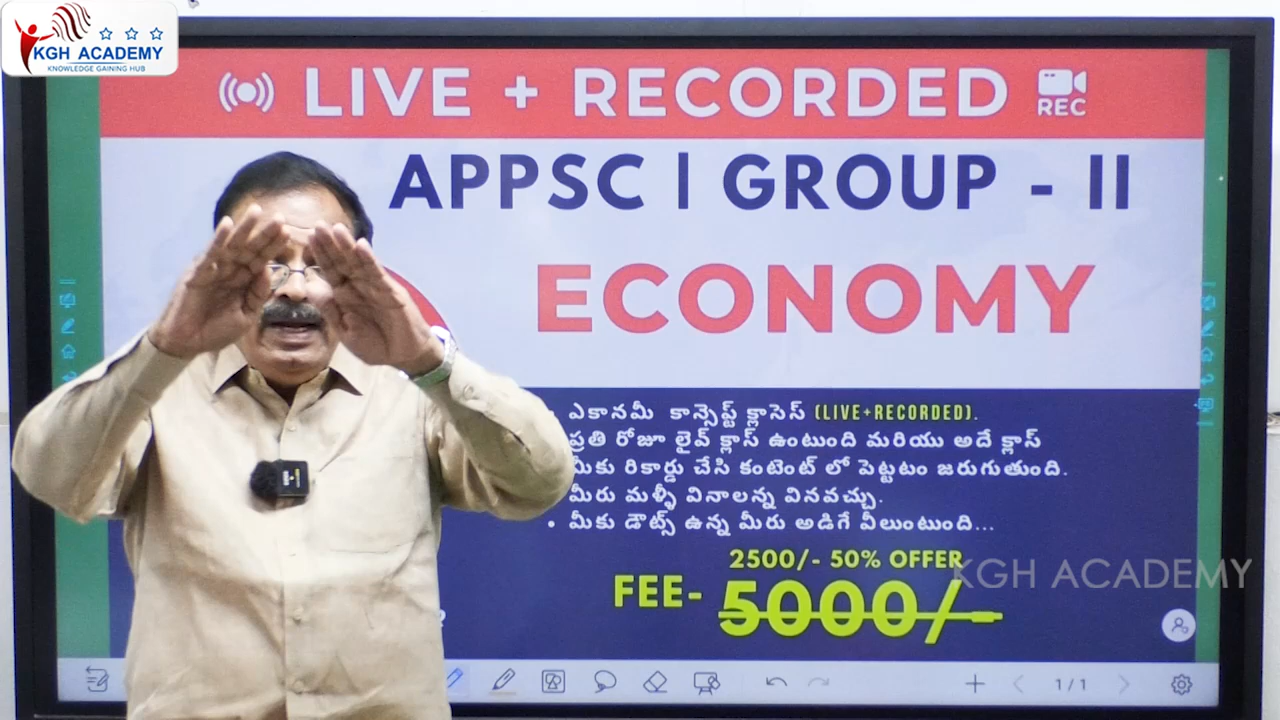 KGH ACADEMY
KNOWLEDGE GAINING HUB
LIVE + RECORDED
REC
APPSC | GROUP - II
ECONOMY
• ఎకానమీ కాన్సెప్ట్ క్లాసెస్ (LIVE+RECORDED).
ప్రతి రోజూ లైవ్ క్లాస్ ఉంటుంది మరియు అదే క్లాస్
మీకు రికార్డు చేసి కంటెంట్ లో పెట్టటం జరుగుతుంది.
మీరు మళ్ళీ వినాలన్న వినవచ్చు.
• మీకు డౌట్స్ ఉన్న మీరు అడిగే వీలుంటుంది...
2500/- 50% OFFER
FEE- 5000/-
KGH ACADEMY
1/1